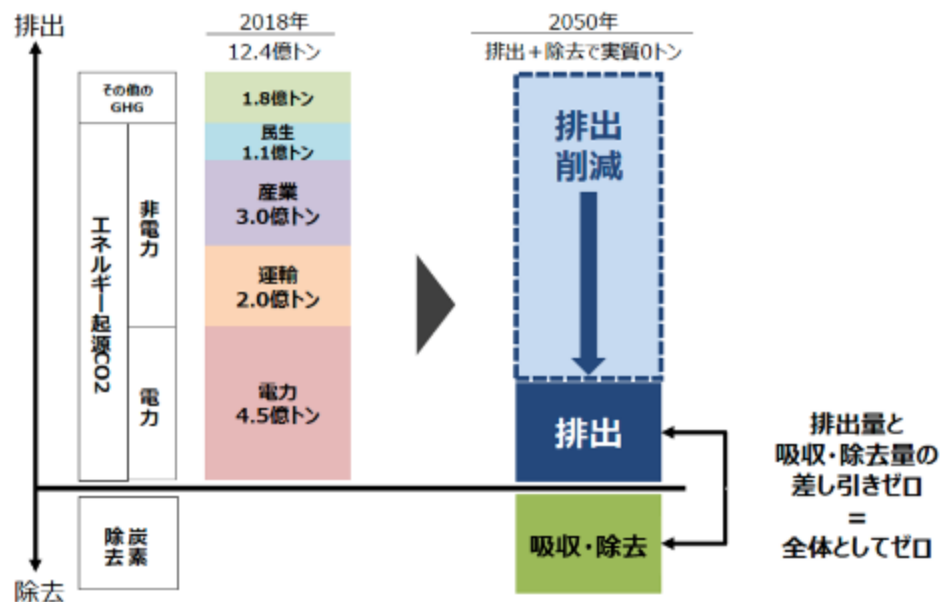 排出
2018年
12.4億トン
2050年
排出+除去で実質0トン
その他の
GHG
1.8億トン
民生
1.1億トン
産業
3.0億トン
運輸
2.0億トン
電力
4.5億トン
エネルギー起源CO2
非電力
電力
炭素
除去
除去
排出
削減
排出
吸収・除去
排出量と
吸収・除去量の
差し引きゼロ
=
全体としてゼロ